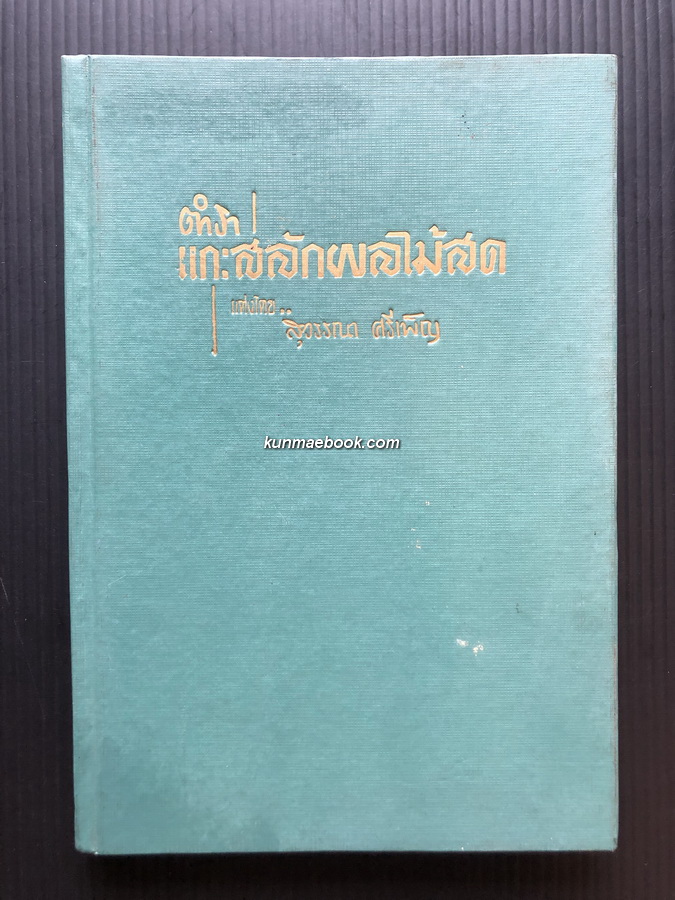 ตำรา
แกะสลักผลไม้สด
แต่งโดย..
สุวรรณา ศรีเพ็ญ
kunmaebook.com